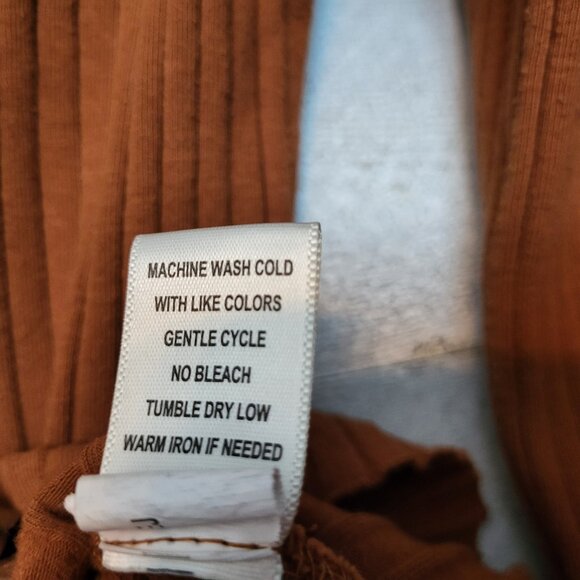 MACHINE WASH COLD
WITH LIKE COLORS
GENTLE CYCLE
NO BLEACH
TUMBLE DRY LOW
WARM IRON IF NEEDED